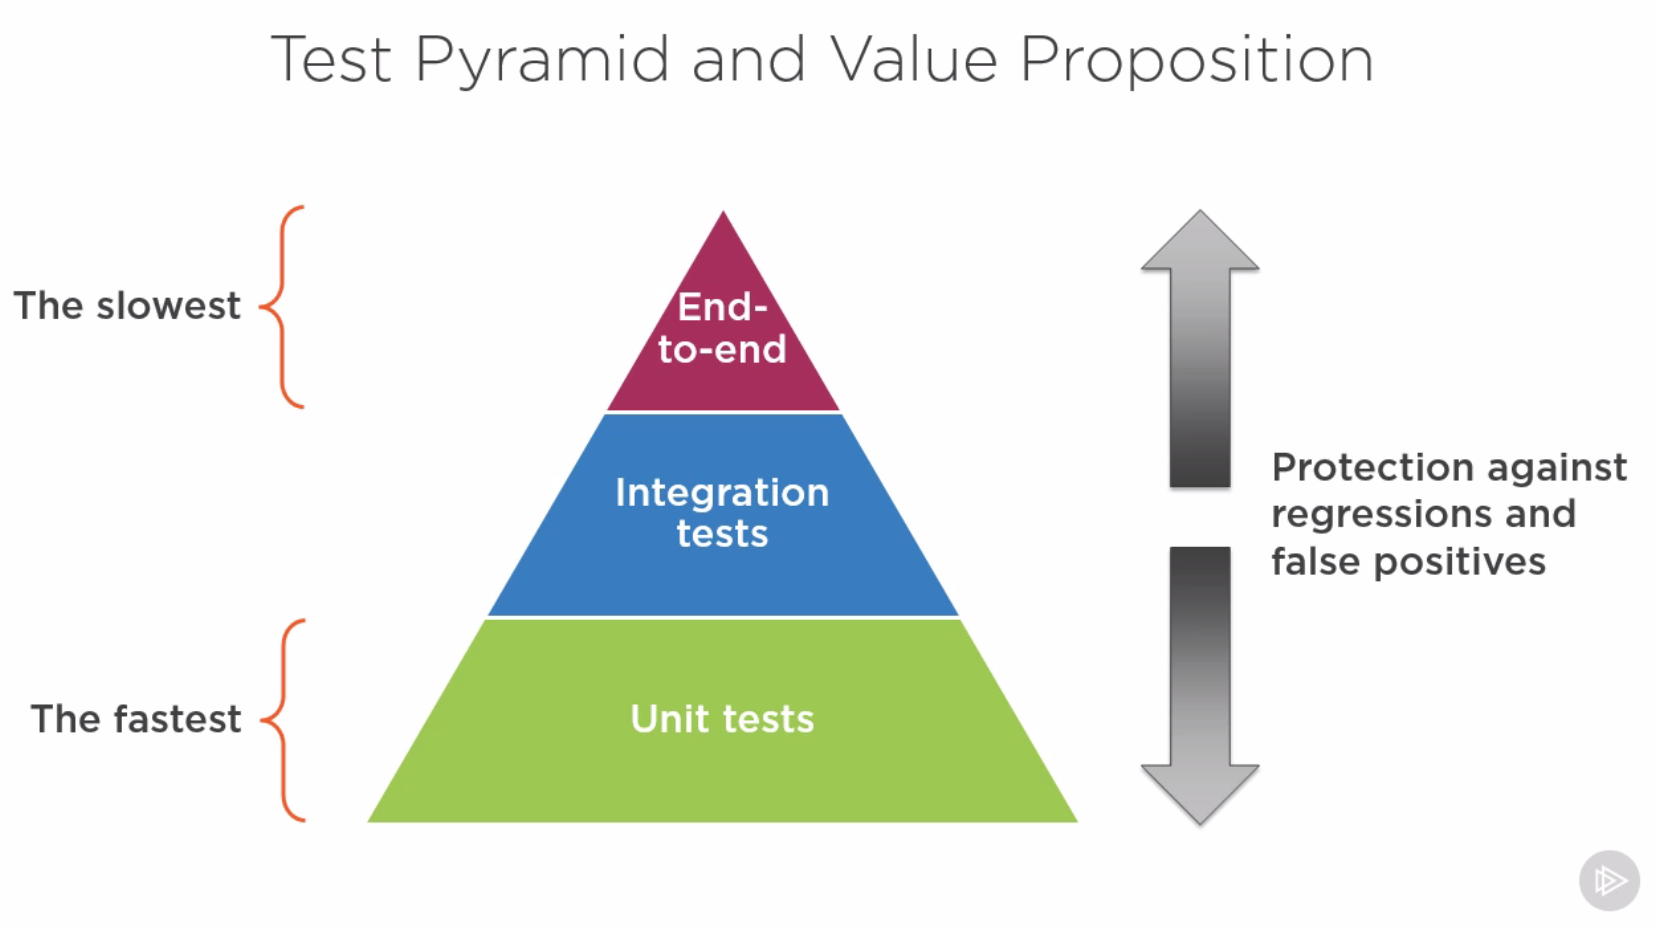 Test Pyramid and Value Proposition
The slowest
End-
to-end
Integration
tests
Protection against
regressions and
false positives
The fastest
Unit tests